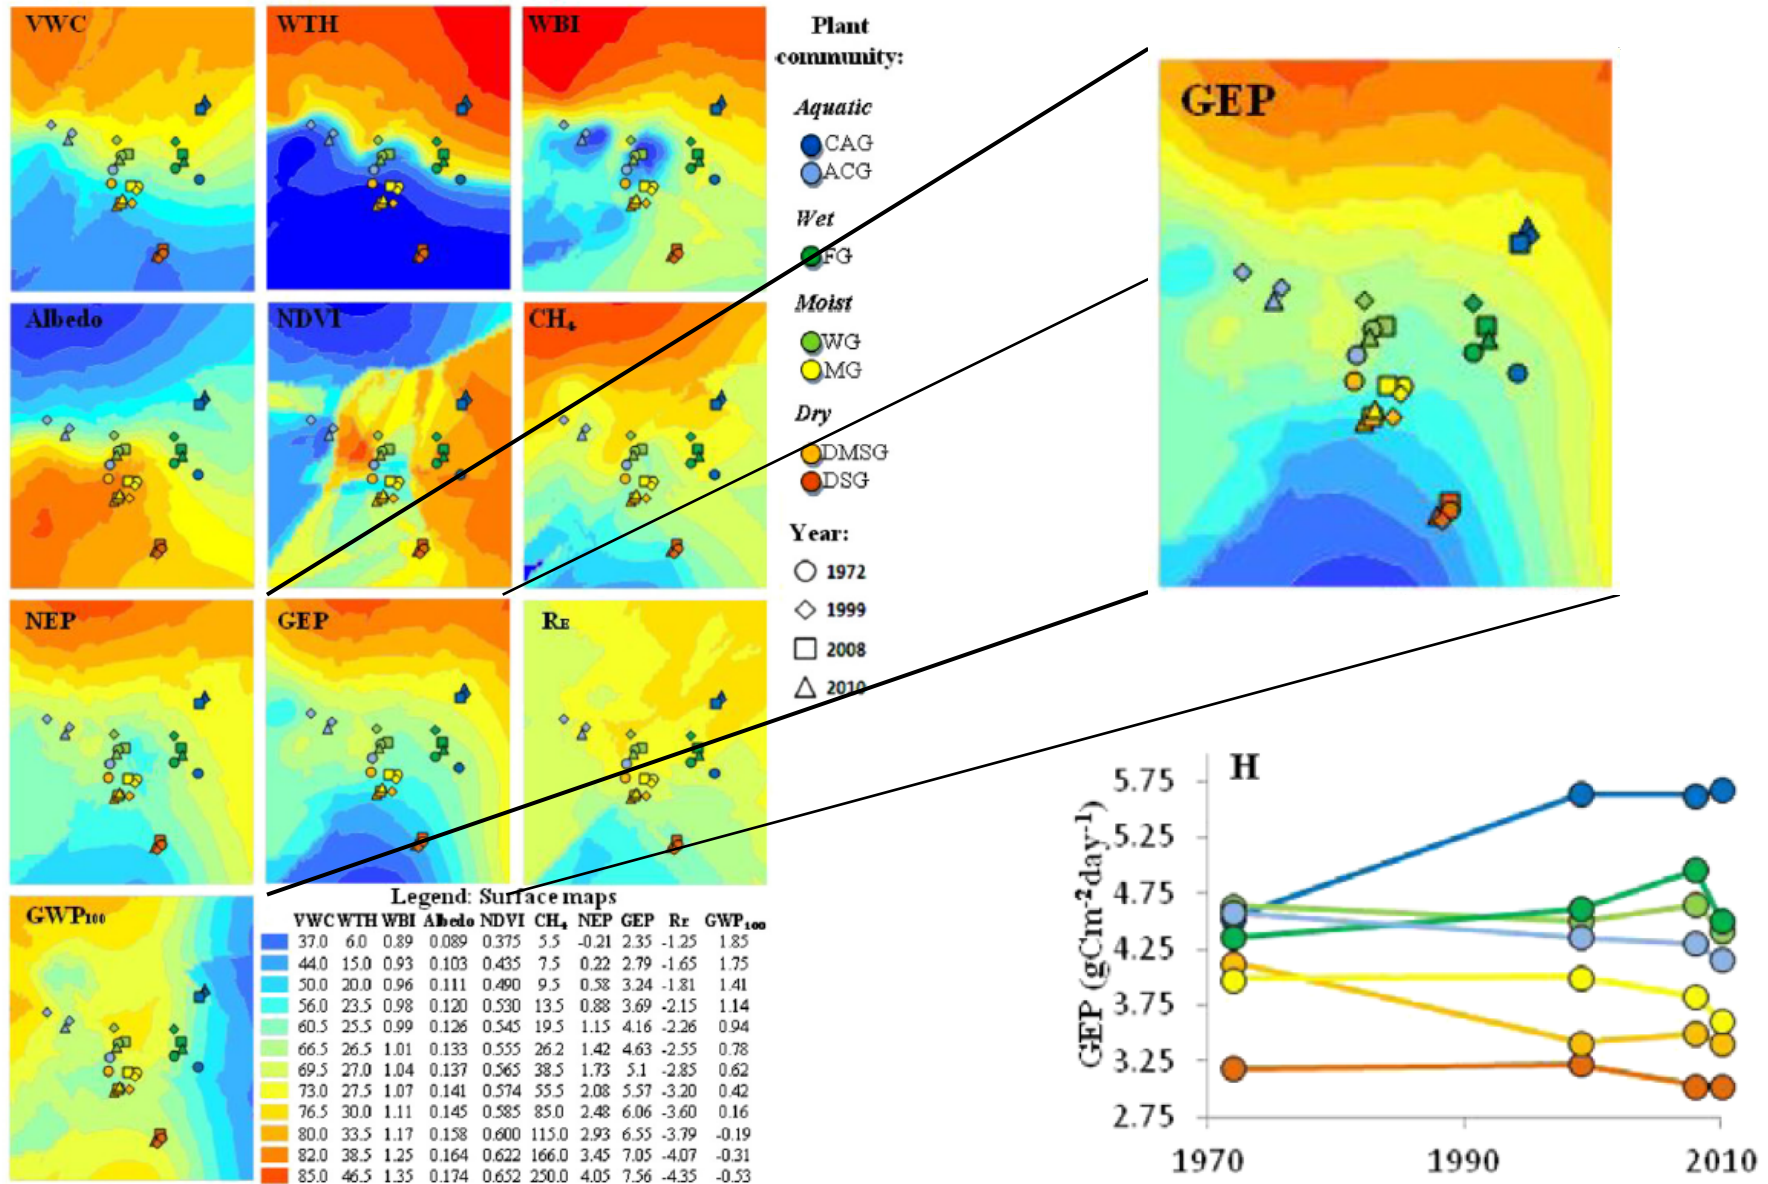 VWC
WTH
WBI
Plant
community:
Aquatic
CAG
ACG
Wet
FG
Moist
WG
MG
Dry
DMSG
DSG
Year:
1972
1999
2008
2010
Albedo
NDVI
CH₄
NEP
GEP
RE
GWP₁₀₀
Legend: Surface maps
VWC WTH WBI Albedo NDVI CH₄ NEP GEP RE GWP₁₀₀
37.0 6.0 0.89 0.089 0.375 5.5 -0.21 2.35 -1.25 1.85
44.0 15.0 0.93 0.103 0.435 7.5 0.22 2.79 -1.65 1.75
50.0 20.0 0.96 0.111 0.490 9.5 0.58 3.24 -1.81 1.41
56.0 23.5 0.98 0.120 0.530 13.5 0.88 3.69 -2.15 1.14
60.5 25.5 0.99 0.126 0.545 19.5 1.15 4.16 -2.26 0.94
66.5 26.5 1.01 0.133 0.555 26.2 1.42 4.63 -2.55 0.78
69.5 27.0 1.04 0.137 0.565 38.5 1.73 5.1 -2.85 0.62
73.0 27.5 1.07 0.141 0.574 55.5 2.08 5.57 -3.20 0.42
76.5 30.0 1.11 0.145 0.585 85.0 2.48 6.06 -3.60 0.16
80.0 33.5 1.17 0.158 0.600 115.0 2.93 6.55 -3.79 -0.19
82.0 38.5 1.25 0.164 0.622 166.0 3.45 7.05 -4.07 -0.31
85.0 46.5 1.35 0.174 0.652 250.0 4.05 7.56 -4.35 -0.53
GEP
H
GEP (gCm⁻²day⁻¹)
5.75
5.25
4.75
4.25
3.75
3.25
2.75
1970
1990
2010